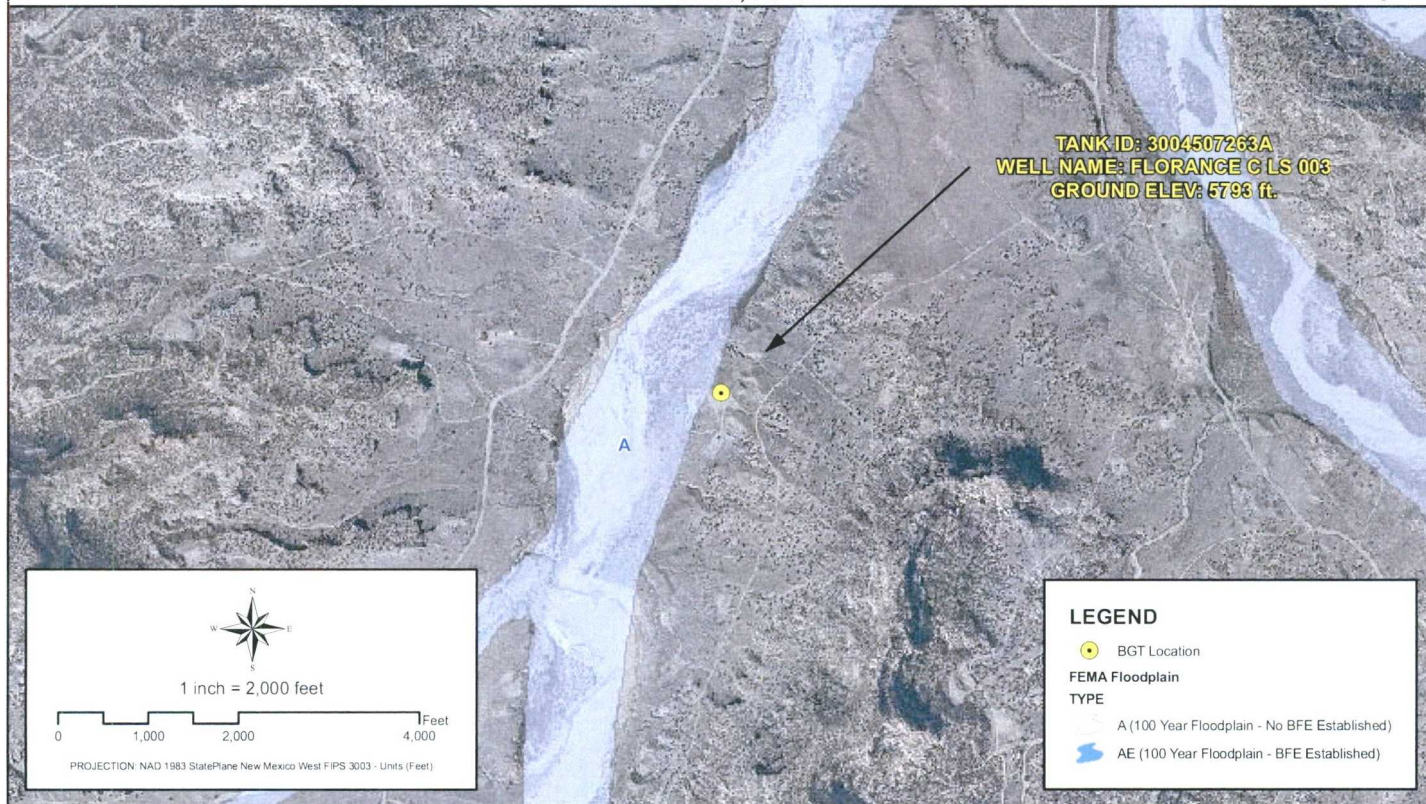 TANK ID: 3004507263A
WELL NAME: FLORANCE C LS 003
GROUND ELEV: 5793 ft.
A
N
W
E
S
1 inch = 2,000 feet
Feet
0 1,000 2,000 4,000
PROJECTION: NAD 1983 StatePlane New Mexico West FIPS 3003 - Units (Feet)
LEGEND
BGT Location
FEMA Floodplain
TYPE
A (100 Year Floodplain - No BFE Established)
AE (100 Year Floodplain - BFE Established)